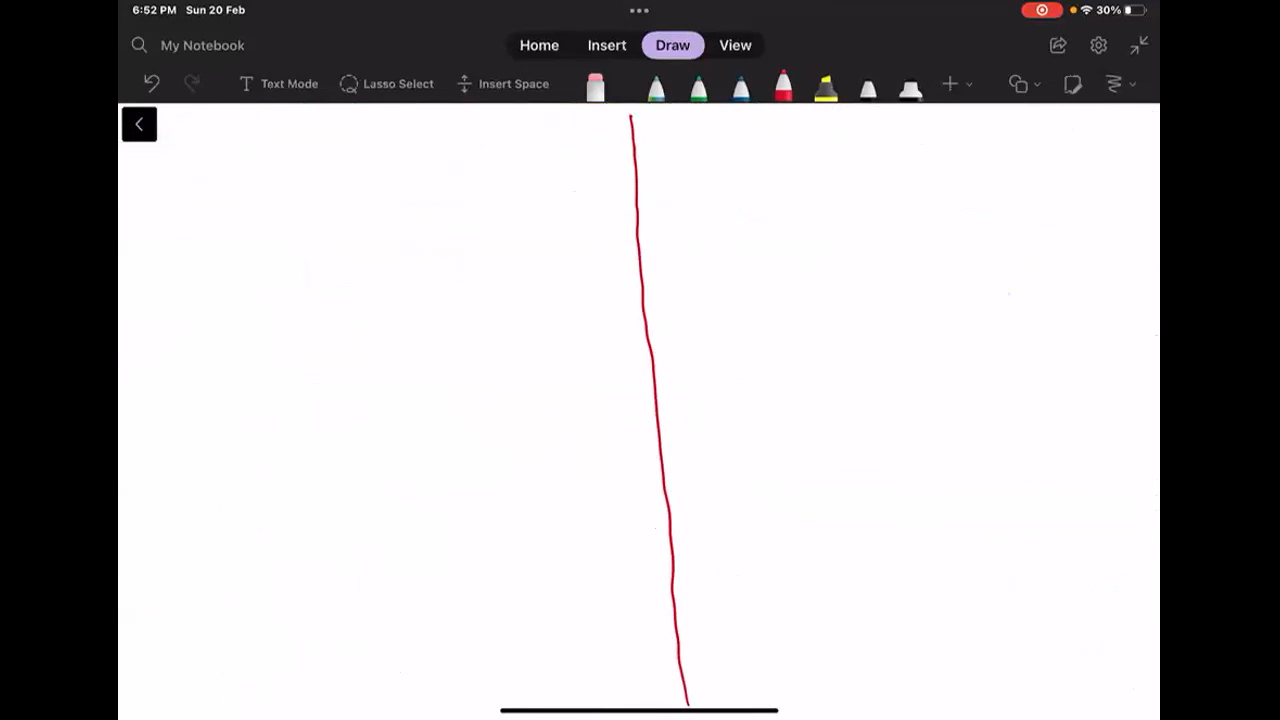 6:52 PM Sun 20 Feb
30%
My Notebook
Home Insert Draw View
Text Mode Lasso Select Insert Space